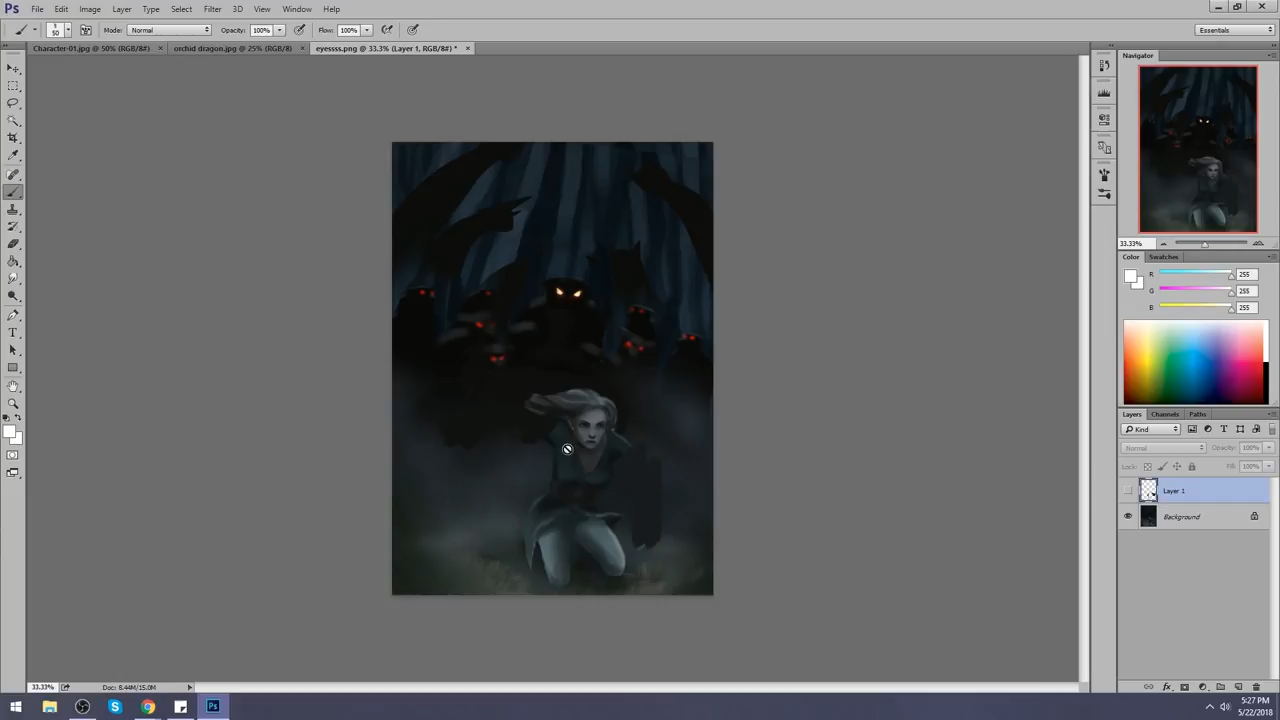 Ps File Edit Image Layer Type Select Filter 3D View Window Help
50 Mode: Normal Opacity: 100% Flow: 100% Essentials
Character-01.jpg @ 50% (RGB/8#) × orchid dragon.jpg @ 25% (RGB/8) × eyessss.png @ 33.3% (Layer 1, RGB/8#) * ×
Navigator
33.33%
Color Swatches
R 255
G 255
B 255
Layers Channels Paths
Kind
Normal Opacity: 100%
Lock: Fill: 100%
Layer 1
Background
33.33% Doc: 8.44M/15.0M
5:27 PM
5/22/2018